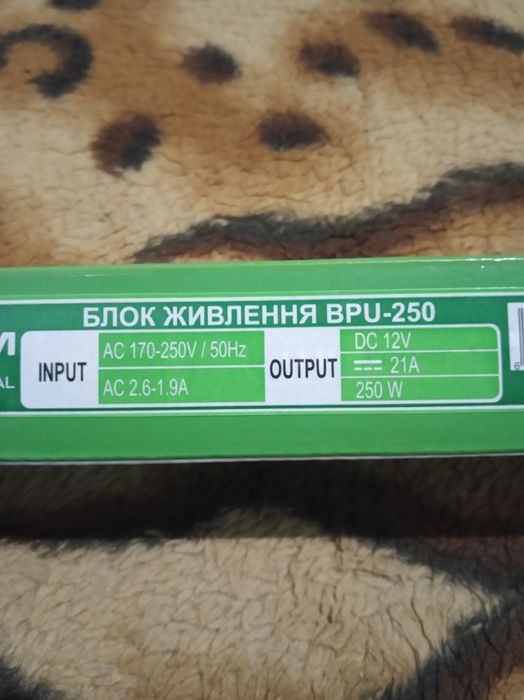 БЛОК ЖИВЛЕННЯ BPU-250
INPUT
AC 170-250V / 50Hz
AC 2.6-1.9A
OUTPUT
DC 12V
21A
250 W